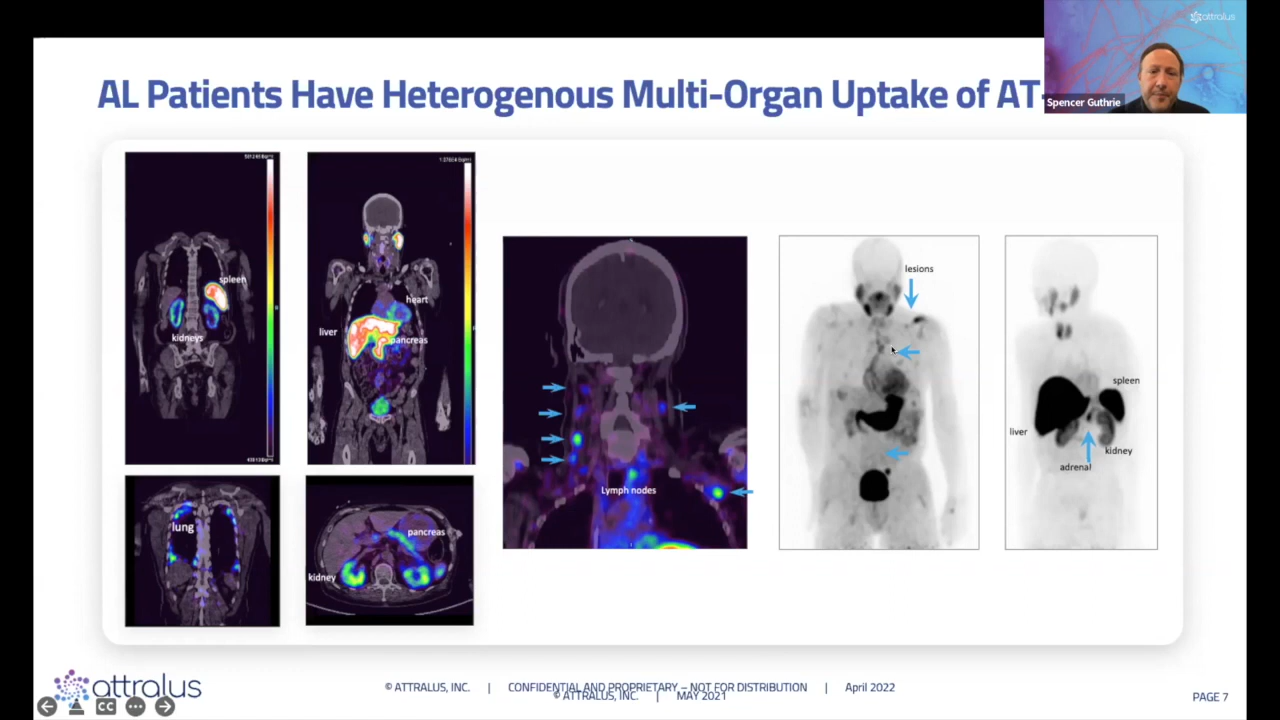 attralus
Spencer Guthrie
AL Patients Have Heterogenous Multi-Organ Uptake of AT-
spleen
kidneys
heart
liver
pancreas
lung
pancreas
kidney
Lymph nodes
lesions
spleen
liver
kidney
adrenal
attralus
© ATTRALUS, INC. | CONFIDENTIAL AND PROPRIETARY – NOT FOR DISTRIBUTION | April 2022
© ATTRALUS, INC. | MAY 2021
PAGE 7
CC